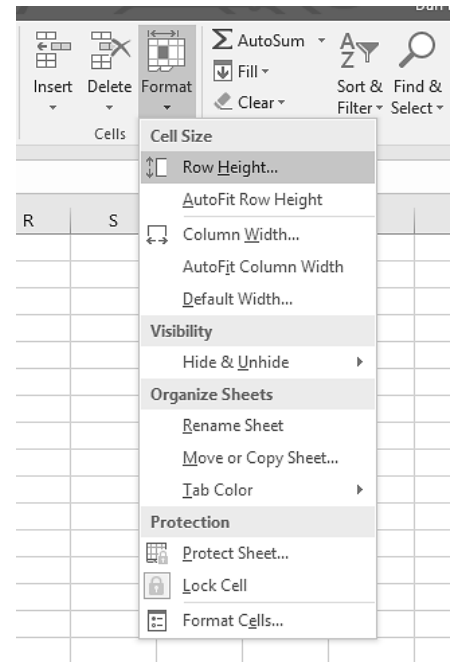 Insert
Delete
Format
AutoSum
Fill
Clear
Sort &
Filter
Find &
Select
Cells
R
S
Cell Size
Row Height...
AutoFit Row Height
Column Width...
AutoFit Column Width
Default Width...
Visibility
Hide & Unhide
Organize Sheets
Rename Sheet
Move or Copy Sheet...
Tab Color
Protection
Protect Sheet...
Lock Cell
Format Cells...